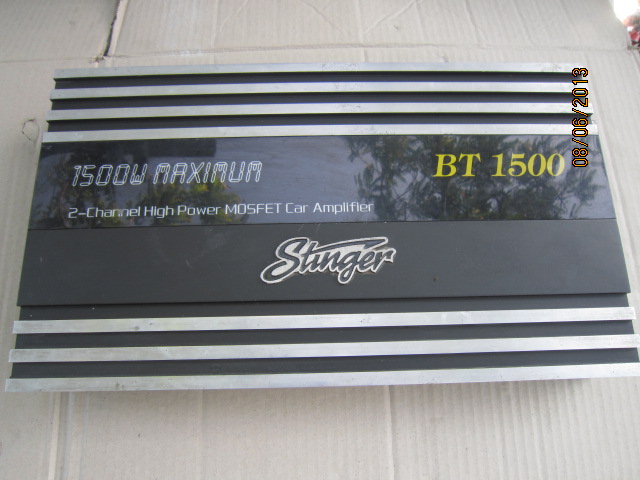 1500W MAXIMUM
BT 1500
2-Channel High Power MOSFET Car Amplifier
Stinger
08/06/2013